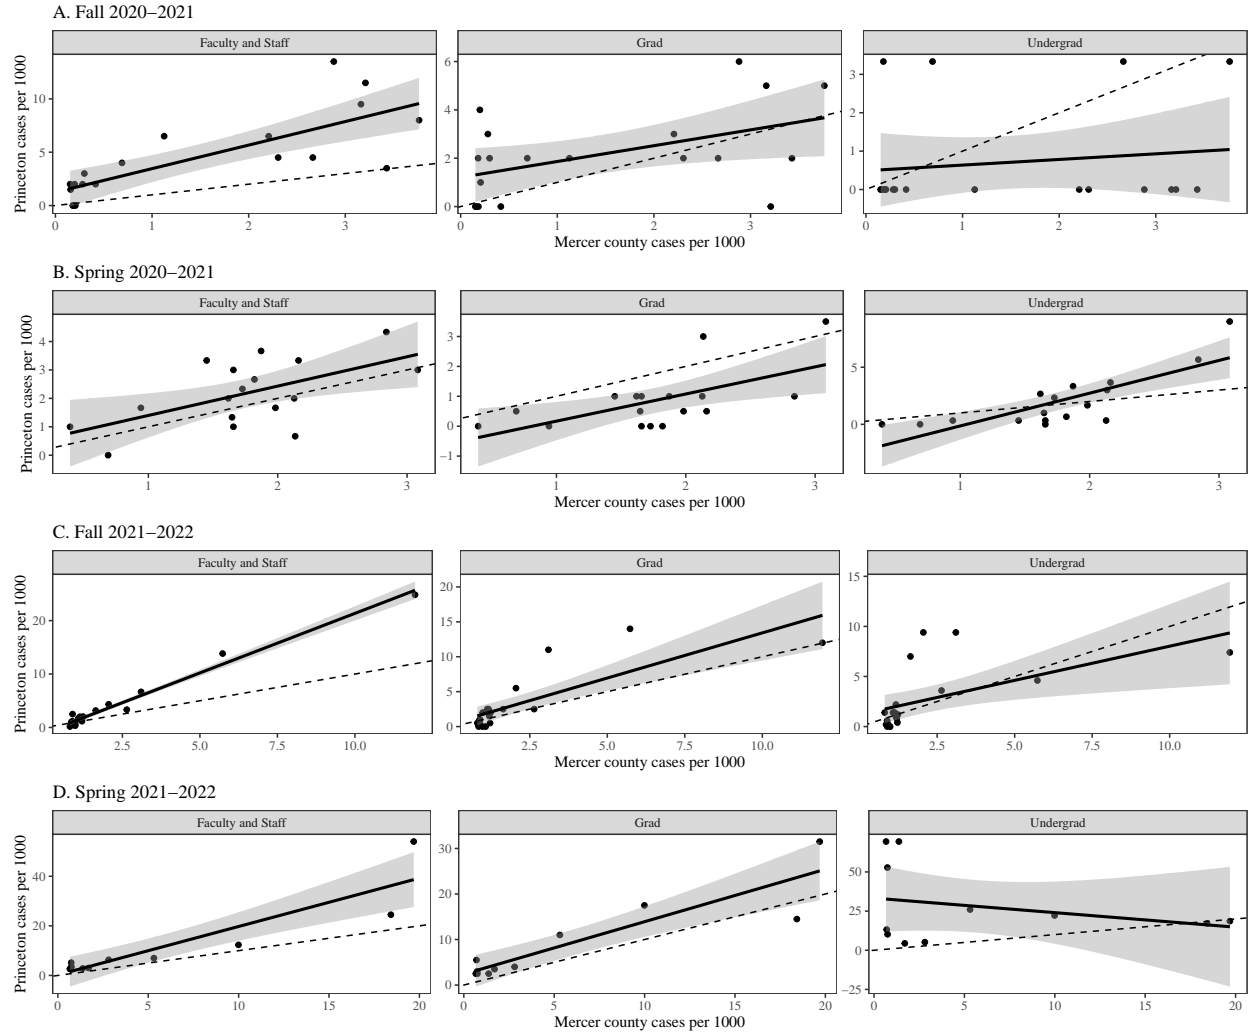 A. Fall 2020–2021
Faculty and Staff
Grad
Undergrad
Princeton cases per 1000
10
5
0
6
4
2
0
3
2
1
0
0 1 2 3
0 1 2 3
0 1 2 3
Mercer county cases per 1000
B. Spring 2020–2021
Faculty and Staff
Grad
Undergrad
Princeton cases per 1000
4
3
2
1
0
3
2
1
0
−1
5
0
1 2 3
1 2 3
1 2 3
Mercer county cases per 1000
C. Fall 2021–2022
Faculty and Staff
Grad
Undergrad
Princeton cases per 1000
20
10
0
20
15
10
5
0
15
10
5
0
2.5 5.0 7.5 10.0
2.5 5.0 7.5 10.0
2.5 5.0 7.5 10.0
Mercer county cases per 1000
D. Spring 2021–2022
Faculty and Staff
Grad
Undergrad
Princeton cases per 1000
40
20
0
30
20
10
0
50
25
0
−25
0 5 10 15 20
0 5 10 15 20
0 5 10 15 20
Mercer county cases per 1000